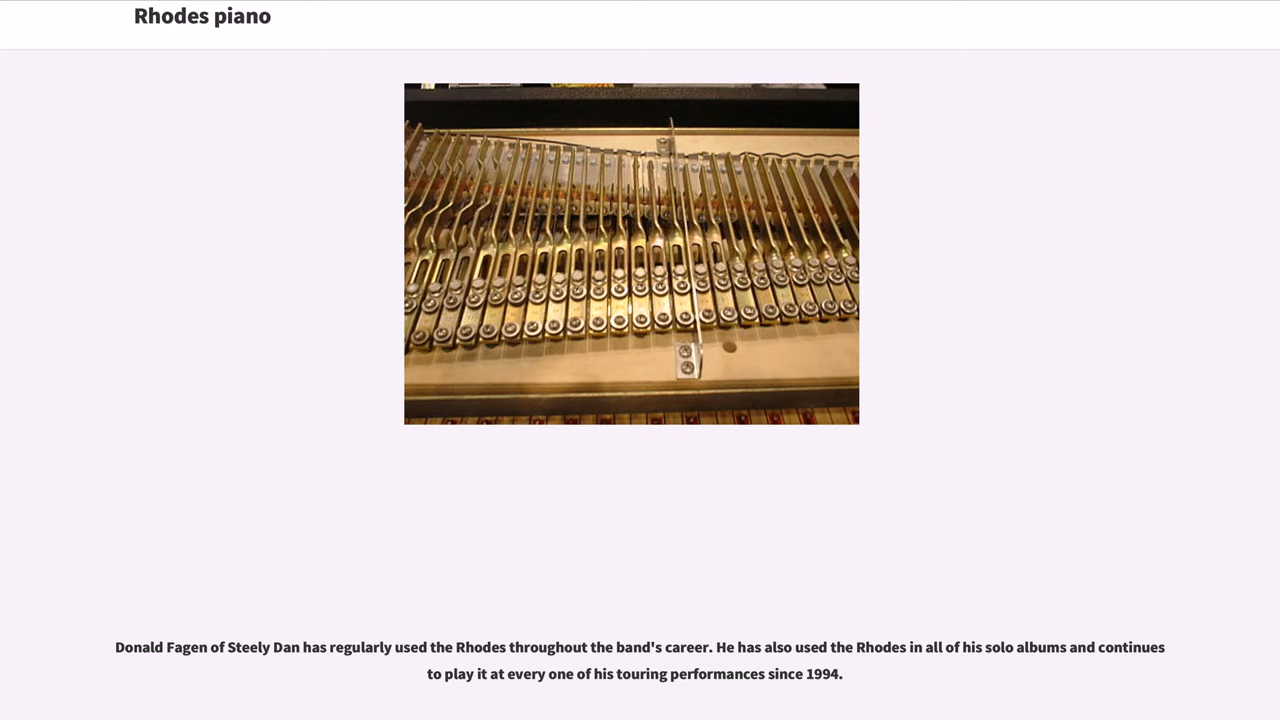 Rhodes piano
Donald Fagen of Steely Dan has regularly used the Rhodes throughout the band's career. He has also used the Rhodes in all of his solo albums and continues
to play it at every one of his touring performances since 1994.